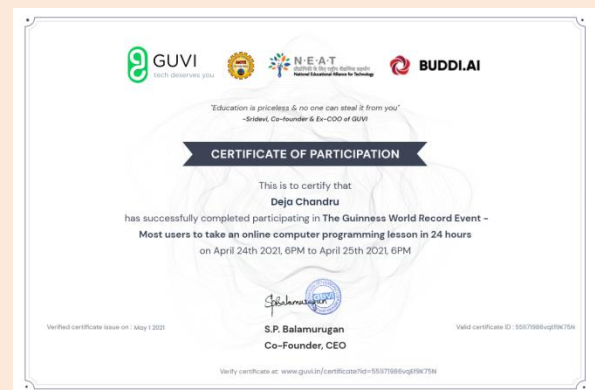 GUVI
tech deserves you
N·E·A·T
National Educational Alliance for Technology
BUDDI.AI
"Education is priceless & no one can steal it from you"
-Sridevi, Co-founder & Ex-COO of GUVI
CERTIFICATE OF PARTICIPATION
This is to certify that
Deja Chandru
has successfully completed participating in The Guinness World Record Event -
Most users to take an online computer programming lesson in 24 hours
on April 24th 2021, 6PM to April 25th 2021, 6PM
GUVI
S.P. Balamurugan
Co-Founder, CEO
Verified certificate issue on : May 1 2021
Valid certificate ID :
Verify certificate at: www.guvi.in/certificate?id=